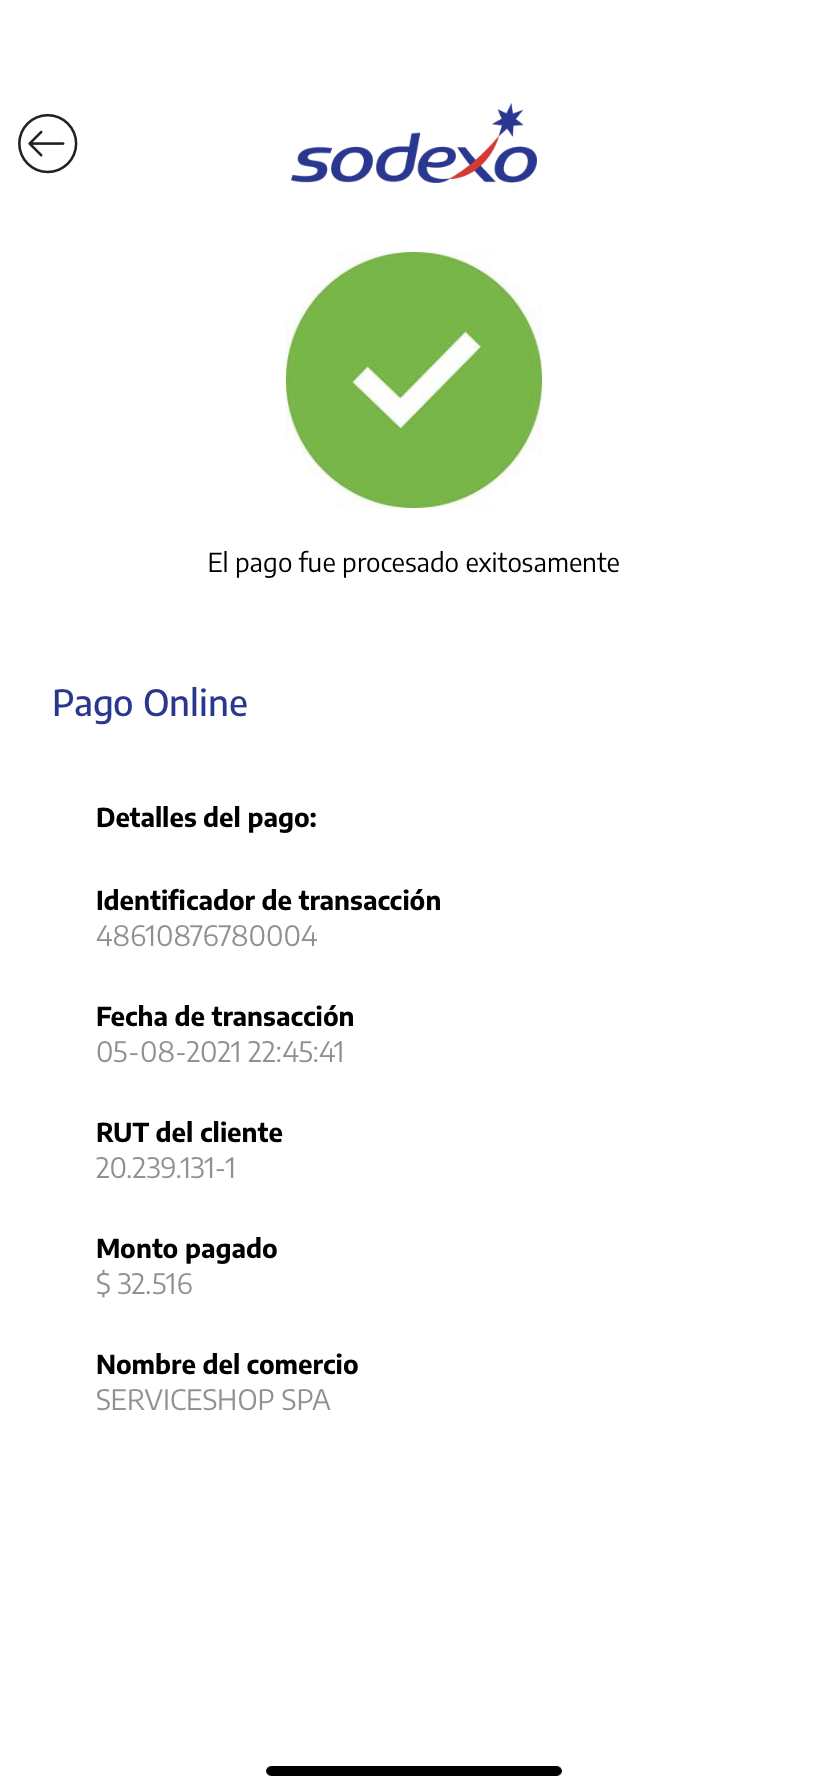 sodexo
El pago fue procesado exitosamente
Pago Online
Detalles del pago:
Identificador de transacción
48610876780004
Fecha de transacción
05-08-2021 22:45:41
RUT del cliente
20.239.131-1
Monto pagado
$ 32.516
Nombre del comercio
SERVICESHOP SPA